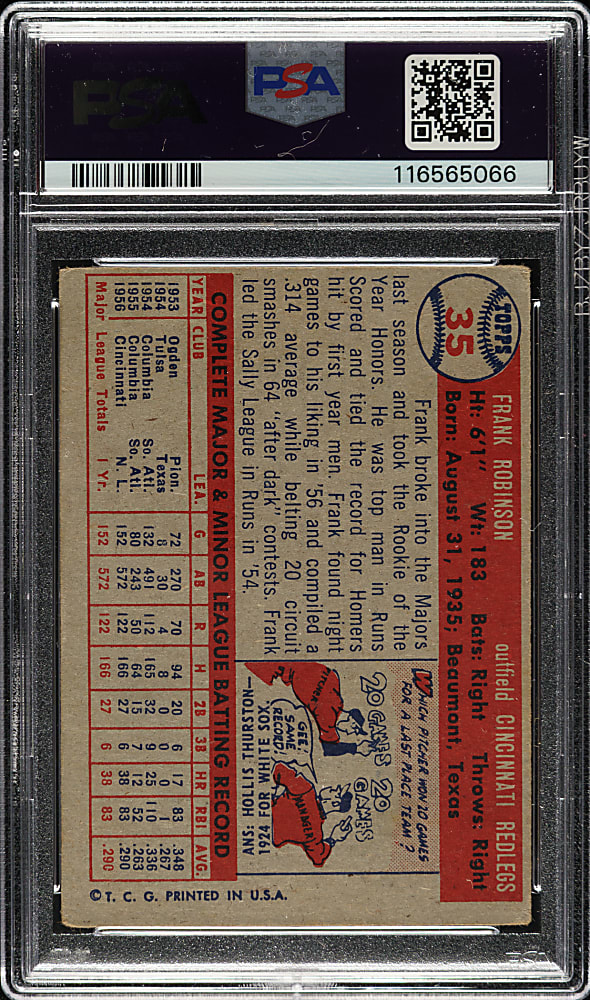 PSA
PSA
116565066
TOPPS
35
FRANK ROBINSON outfield CINCINNATI REDLEGS
Ht: 6'1" Wt: 183 Bats: Right Throws: Right
Born: August 31, 1935; Beaumont, Texas
Frank broke into the Majors
last season and took the Rookie of the
Year Honors. He was top man in Runs
Scored and tied the record for Homers
hit by first year men. Frank found night
games to his liking in '56 and compiled a
.314 average while belting 20 circuit
smashes in 64 "after dark" contests. Frank
led the Sally League in Runs in '54.
WHICH PITCHER WON 20 GAMES
FOR A LAST PLACE TEAM?
20 GAMES
20 GAMES
GEE!
SAME
RECORD!
ANS: HOLLIS THURSTON—
1924 FOR WHITE SOX
COMPLETE MAJOR & MINOR LEAGUE BATTING RECORD
YEAR CLUB LEA. G AB R H 2B 3B HR RBI AVG.
1953 Ogden Pion. 72 270 70 94 20 6 17 83 .348
1954 Tulsa Texas 8 30 4 8 0 0 0 1 .267
1954 Columbia So. Atl. 132 491 112 165 32 9 25 110 .336
1955 Columbia So. Atl. 80 243 50 64 15 7 12 52 .263
1956 Cincinnati N. L. 152 572 122 166 27 6 38 83 .290
Major League Totals 1 Yr. 152 572 122 166 27 6 38 83 .290
© T. C. G. PRINTED IN U.S.A.